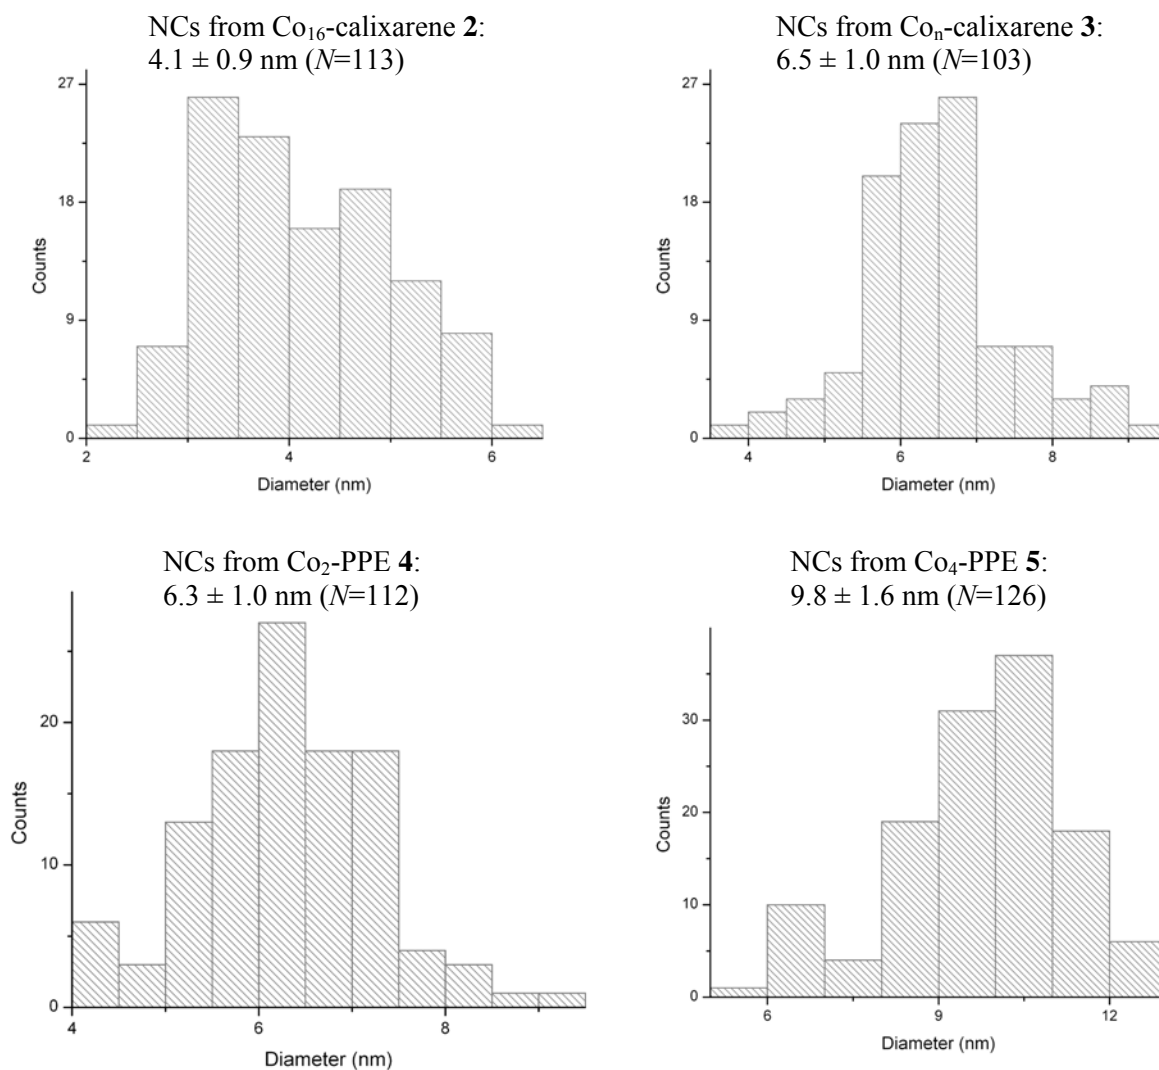 NCs from Co₁₆-calixarene 2:
4.1 ± 0.9 nm (N=113)
27
18
9
0
Counts
2
4
6
Diameter (nm)
NCs from Coₙ-calixarene 3:
6.5 ± 1.0 nm (N=103)
27
18
9
0
Counts
4
6
8
Diameter (nm)
NCs from Co₂-PPE 4:
6.3 ± 1.0 nm (N=112)
20
10
0
Counts
4
6
8
Diameter (nm)
NCs from Co₄-PPE 5:
9.8 ± 1.6 nm (N=126)
30
20
10
0
Counts
6
9
12
Diameter (nm)